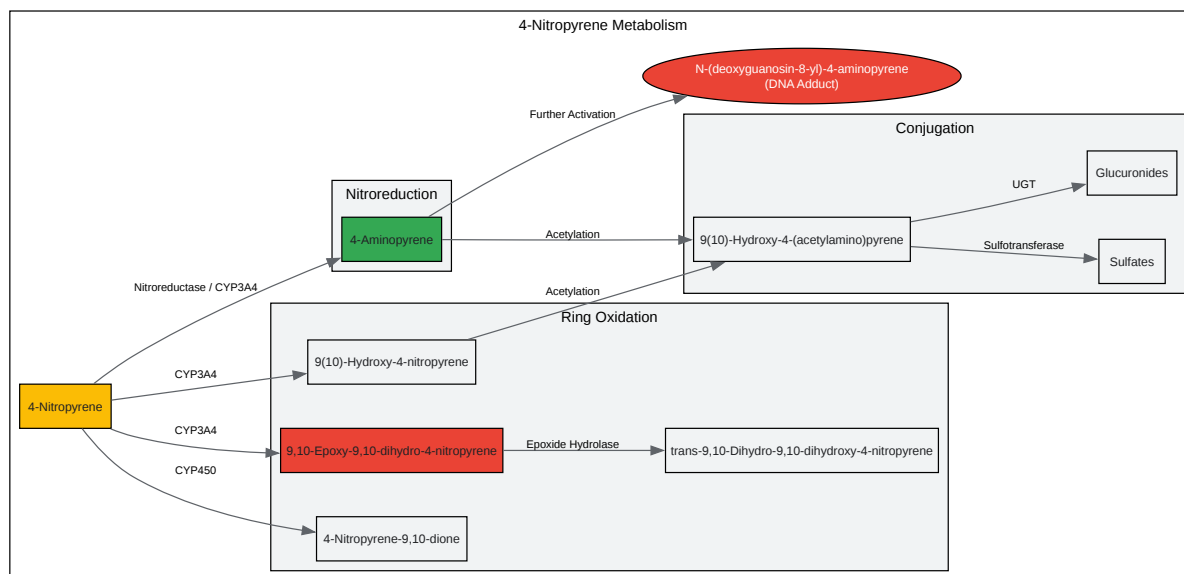 4-Nitropyrene Metabolism
N-(deoxyguanosin-8-yl)-4-aminopyrene
(DNA Adduct)
Further Activation
Conjugation
Nitroreduction
Glucuronides
UGT
4-Aminopyrene
Acetylation
9(10)-Hydroxy-4-(acetylamino)pyrene
Sulfotransferase
Sulfates
Nitroreductase / CYP3A4
Acetylation
Ring Oxidation
9(10)-Hydroxy-4-nitropyrene
CYP3A4
4-Nitropyrene
CYP3A4
9,10-Epoxy-9,10-dihydro-4-nitropyrene
Epoxide Hydrolase
trans-9,10-Dihydro-9,10-dihydroxy-4-nitropyrene
CYP450
4-Nitropyrene-9,10-dione